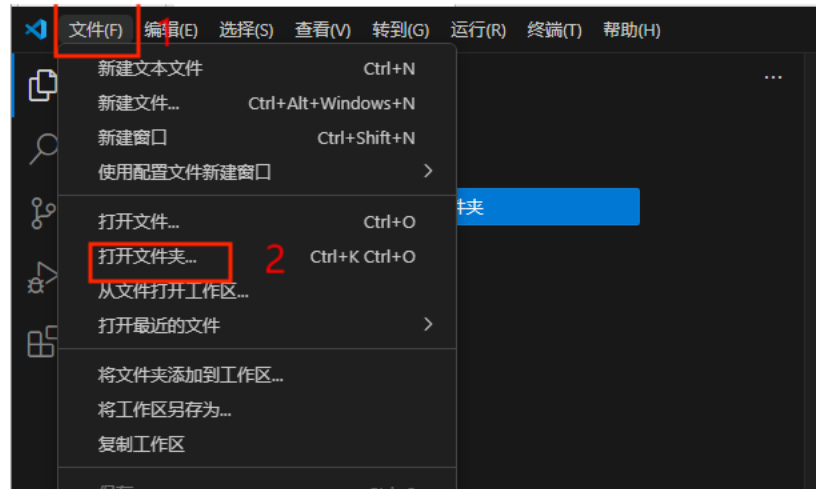 文件(F) 1 编辑(E) 选择(S) 查看(V) 转到(G) 运行(R) 终端(T) 帮助(H)
新建文本文件 Ctrl+N
新建文件... Ctrl+Alt+Windows+N
新建窗口 Ctrl+Shift+N
使用配置文件新建窗口
打开文件... Ctrl+O
件夹
打开文件夹... 2 Ctrl+K Ctrl+O
从文件打开工作区...
打开最近的文件
将文件夹添加到工作区...
将工作区另存为...
复制工作区